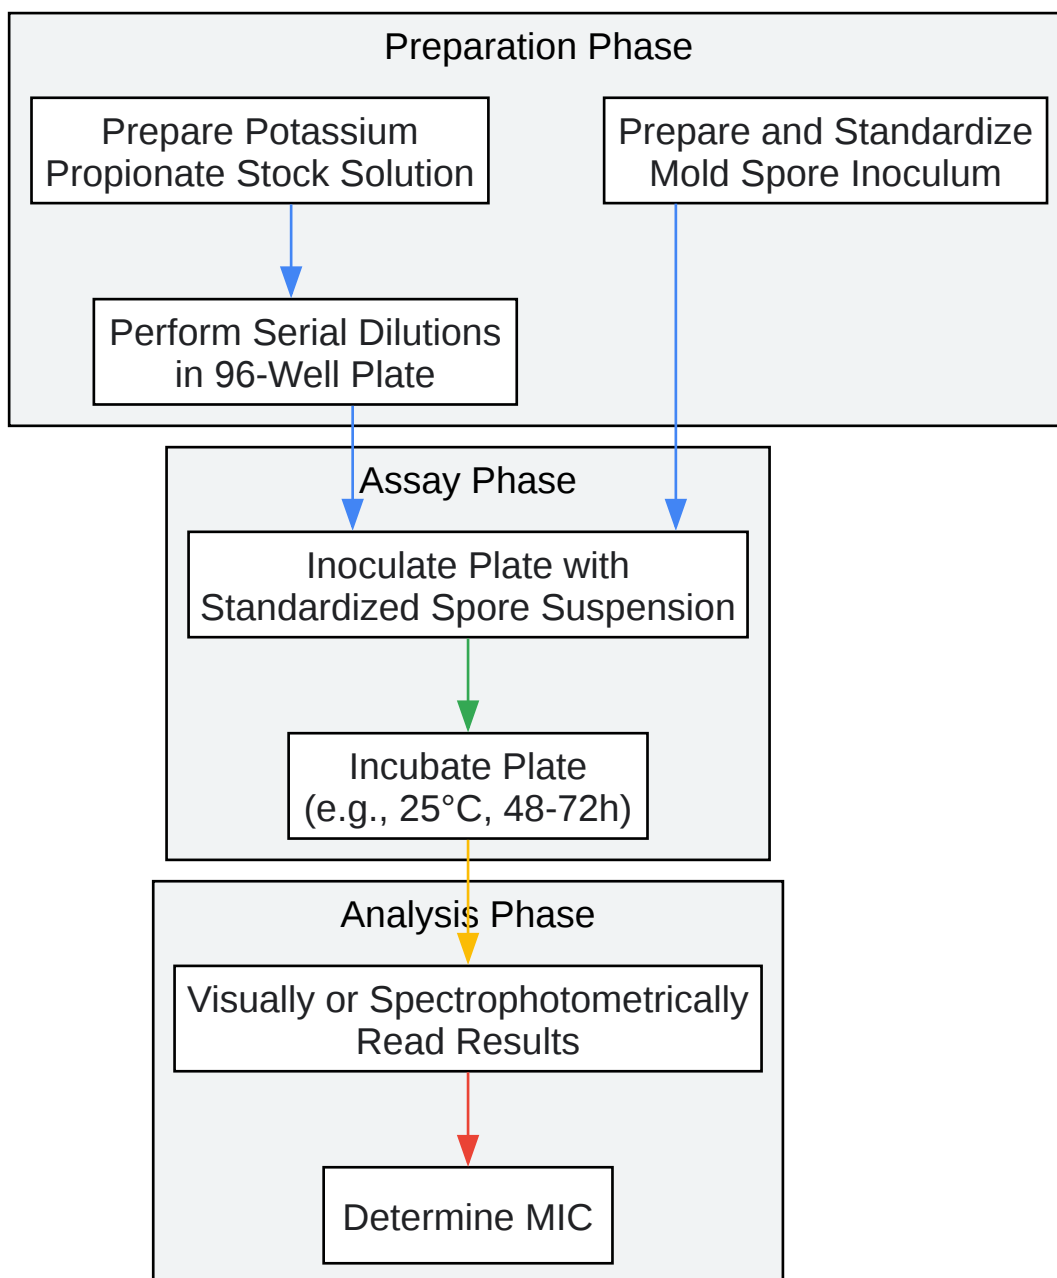 Preparation Phase
Prepare Potassium
Propionate Stock Solution
Prepare and Standardize
Mold Spore Inoculum
Perform Serial Dilutions
in 96-Well Plate
Assay Phase
Inoculate Plate with
Standardized Spore Suspension
Incubate Plate
(e.g., 25°C, 48-72h)
Analysis Phase
Visually or Spectrophotometrically
Read Results
Determine MIC